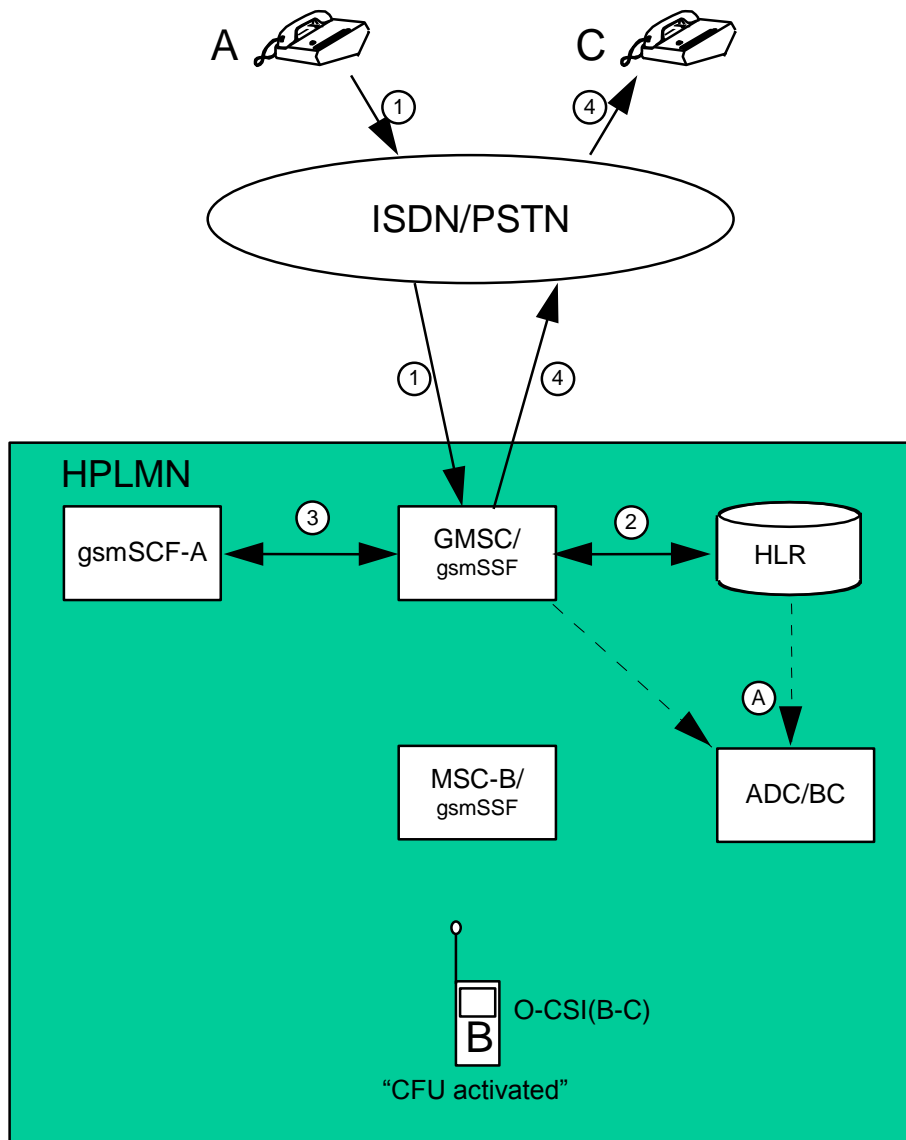 A
C
1
4
ISDN/PSTN
1
4
HPLMN
gsmSCF-A
3
GMSC/
gsmSSF
2
HLR
A
MSC-B/
gsmSSF
ADC/BC
O-CSI(B-C)
B
“CFU activated”